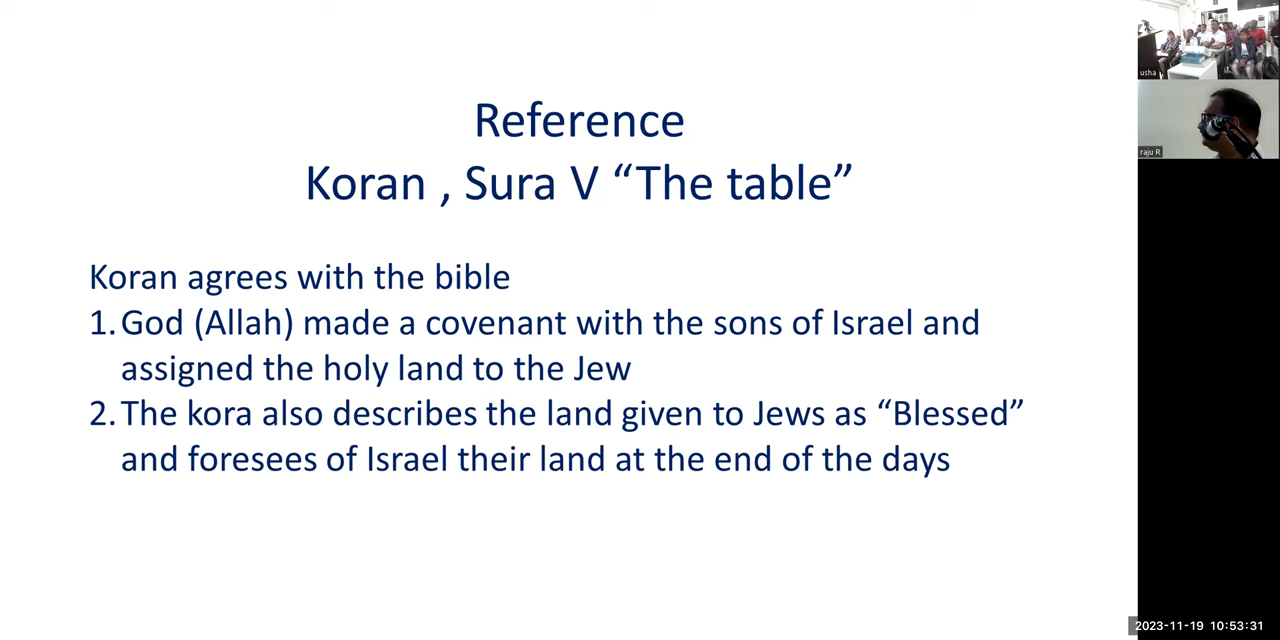 Reference
Koran , Sura V “The table”
Koran agrees with the bible
1. God (Allah) made a covenant with the sons of Israel and
assigned the holy land to the Jew
2. The kora also describes the land given to Jews as “Blessed”
and foresees of Israel their land at the end of the days
usha
raju R
2023-11-19 10:53:31